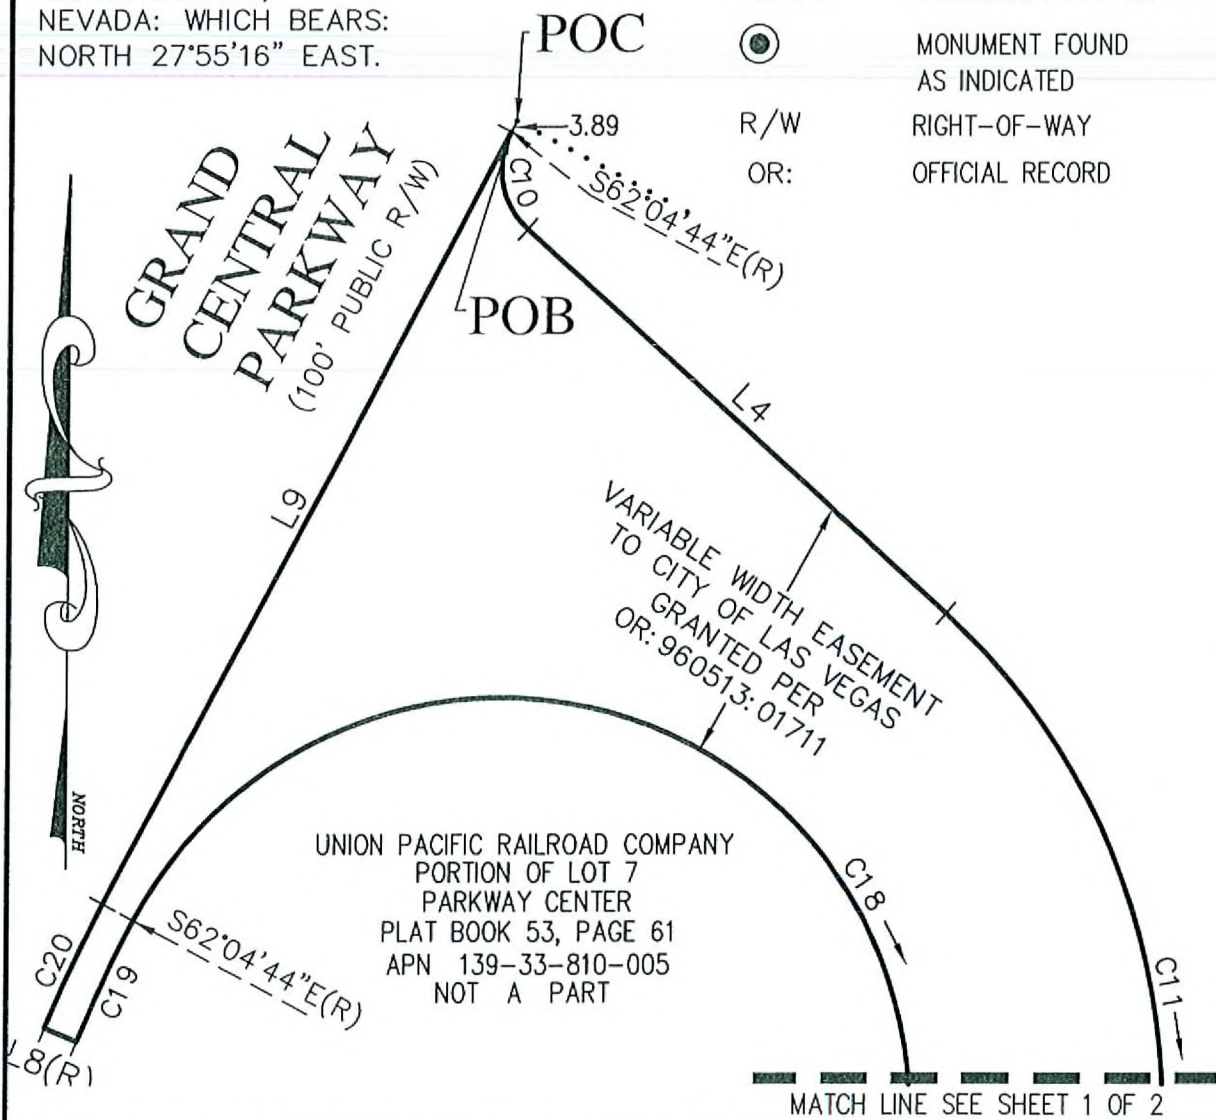 NEVADA: WHICH BEARS:
NORTH 27°55'16" EAST.
POC
MONUMENT FOUND
AS INDICATED
R/W
RIGHT-OF-WAY
OR:
OFFICIAL RECORD
3.89
C10
S62°04'44"E(R)
GRAND
CENTRAL
PARKWAY
(100' PUBLIC R/W)
POB
L4
L9
VARIABLE WIDTH EASEMENT
TO CITY OF LAS VEGAS
GRANTED PER
OR: 960513: 01711
NORTH
UNION PACIFIC RAILROAD COMPANY
PORTION OF LOT 7
PARKWAY CENTER
PLAT BOOK 53, PAGE 61
APN 139-33-810-005
NOT A PART
C18
C20
C19
S62°04'44"E(R)
C11
L8(R)
MATCH LINE SEE SHEET 1 OF 2